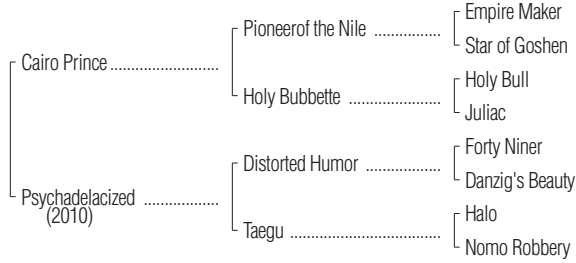 Empire Maker
Pioneerof the Nile ..................
Star of Goshen
Cairo Prince .............................
Holy Bull
Holy Bubbette .........................
Juliac
Forty Niner
Distorted Humor .....................
Danzig's Beauty
Psychadelacized ....................
(2010)
Halo
Taegu .........................................
Nomo Robbery